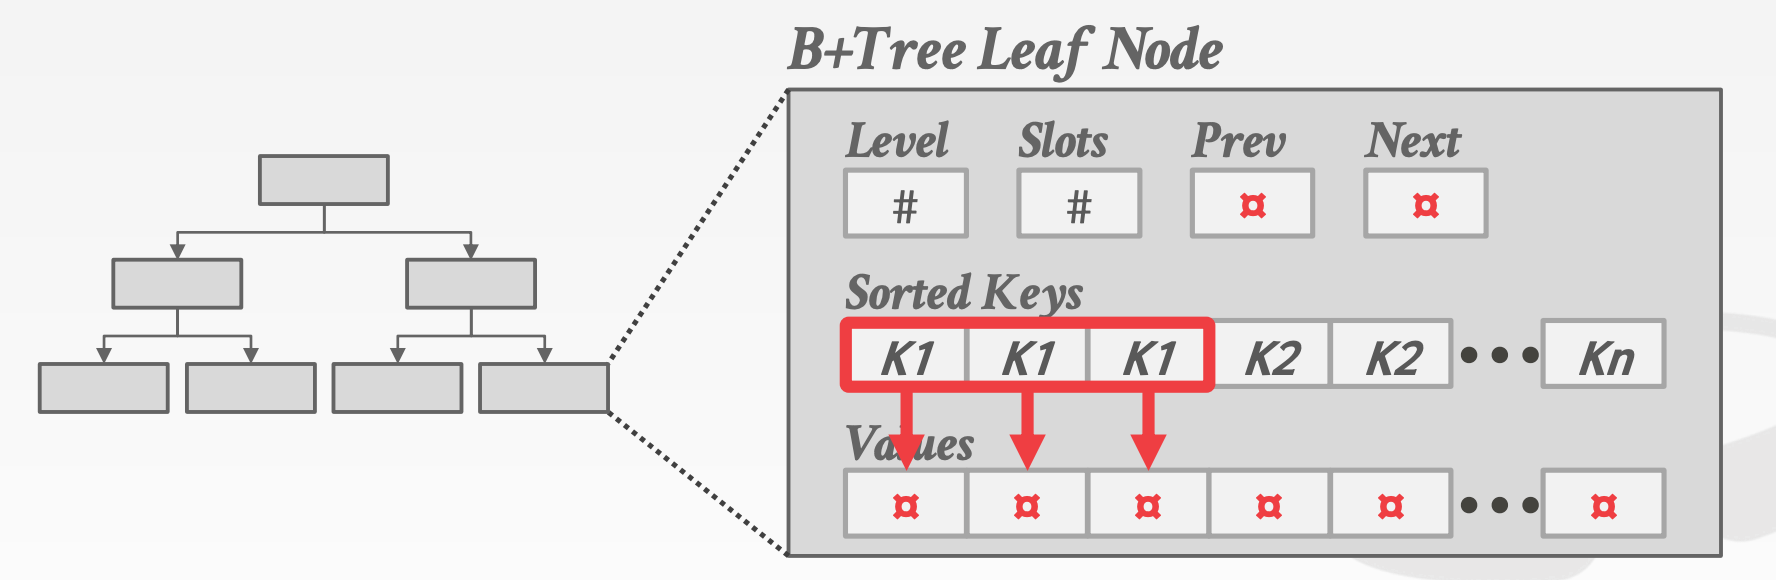 B+Tree Leaf Node
Level Slots Prev Next
# # ¤ ¤
Sorted Keys
K1 K1 K1 K2 K2 ••• Kn
Values
¤ ¤ ¤ ¤ ¤ ••• ¤